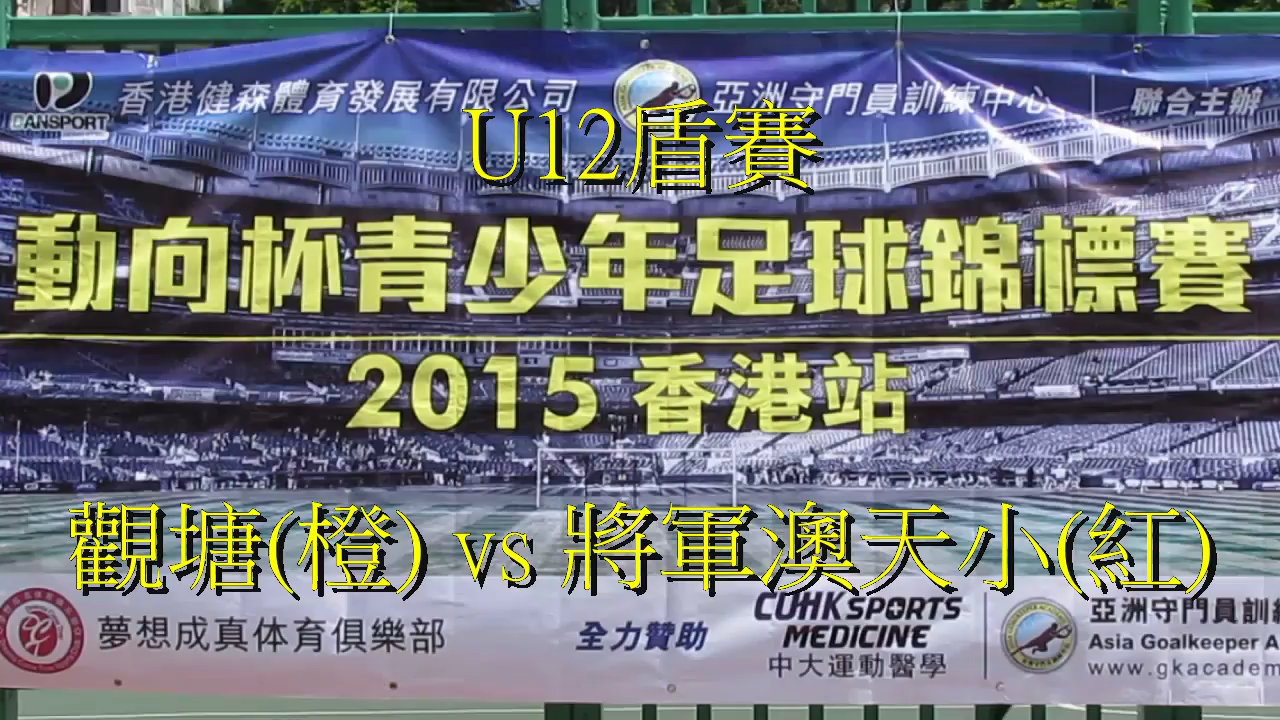 DANSPORT 香港健森體育發展有限公司 亞洲守門員訓練中心 聯合主辦
U12盾賽
動向杯青少年足球錦標賽
2015 香港站
觀塘(橙) vs 將軍澳天小(紅)
夢想成真体育俱樂部 全力贊助
CUHK SPORTS
MEDICINE
中大運動醫學
亞洲守門員訓
Asia Goalkeeper A
www.gkacadem